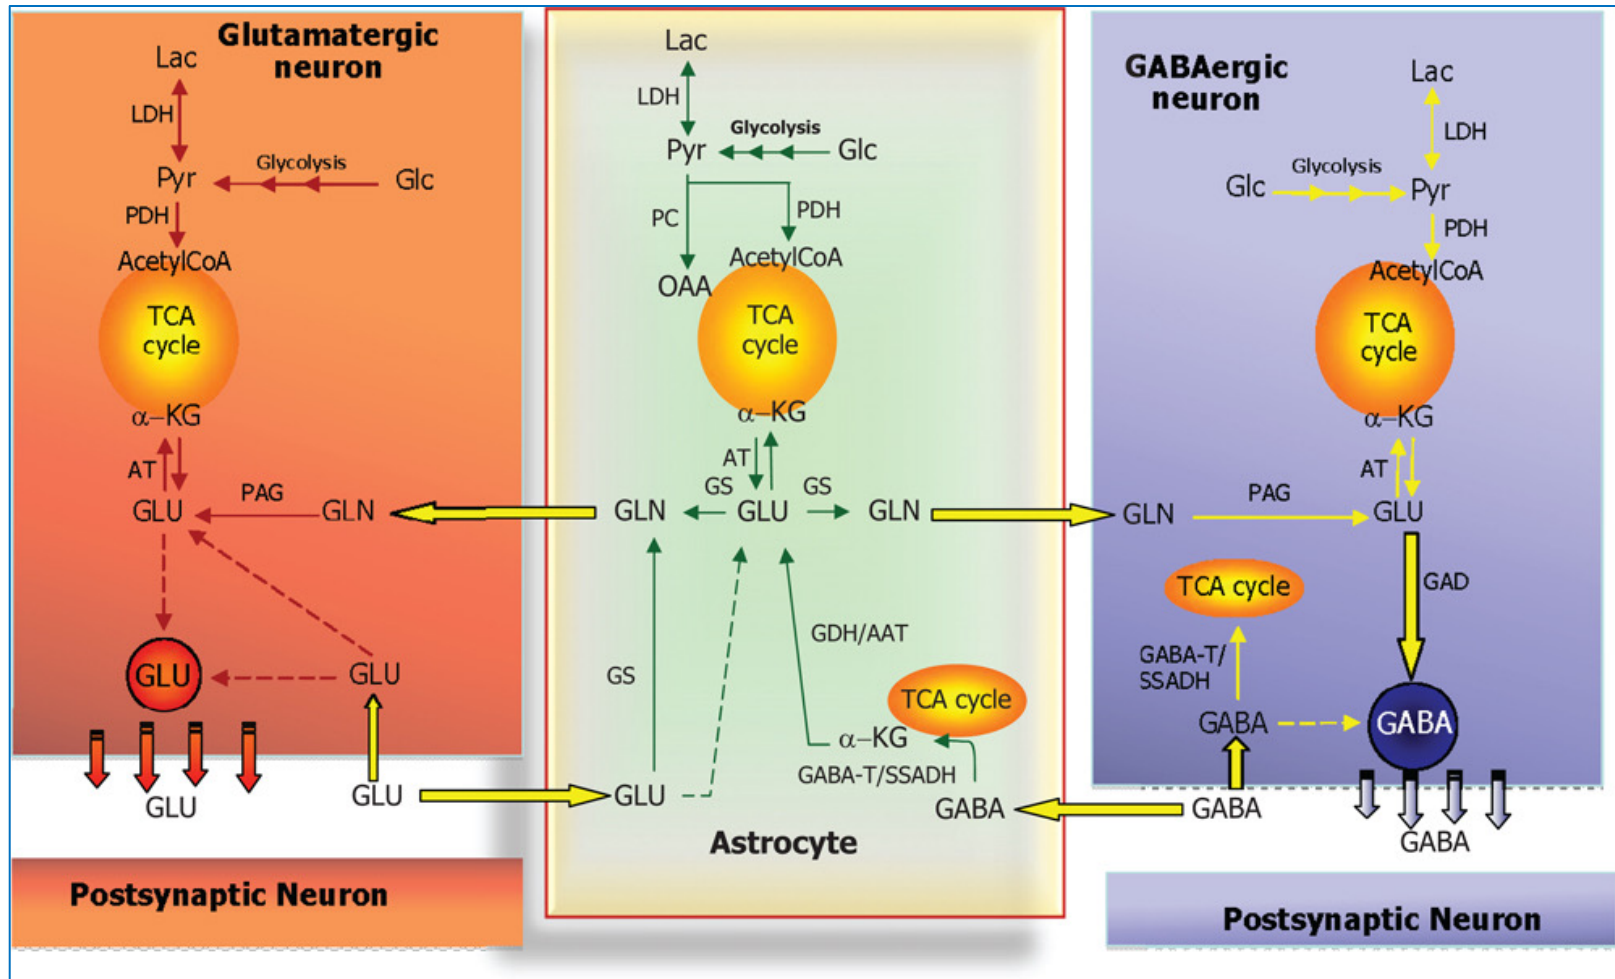 Glutamatergic
neuron
Lac
LDH
Glycolysis
Pyr
Glc
PDH
AcetylCoA
TCA
cycle
α–KG
AT
GLU
PAG
GLN
GLU
GLU
GLU
GLU
Postsynaptic Neuron
Lac
LDH
Glycolysis
Pyr
Glc
PC
PDH
AcetylCoA
OAA
TCA
cycle
α–KG
AT
GS
GS
GLN
GLU
GLN
GDH/AAT
GS
TCA cycle
α–KG
GABA-T/SSADH
GLU
GABA
Astrocyte
GABAergic
neuron
Lac
LDH
Glycolysis
Glc
Pyr
PDH
AcetylCoA
TCA
cycle
α–KG
AT
PAG
GLN
GLU
TCA cycle
GAD
GABA-T/
SSADH
GABA
GABA
GABA
GABA
Postsynaptic Neuron